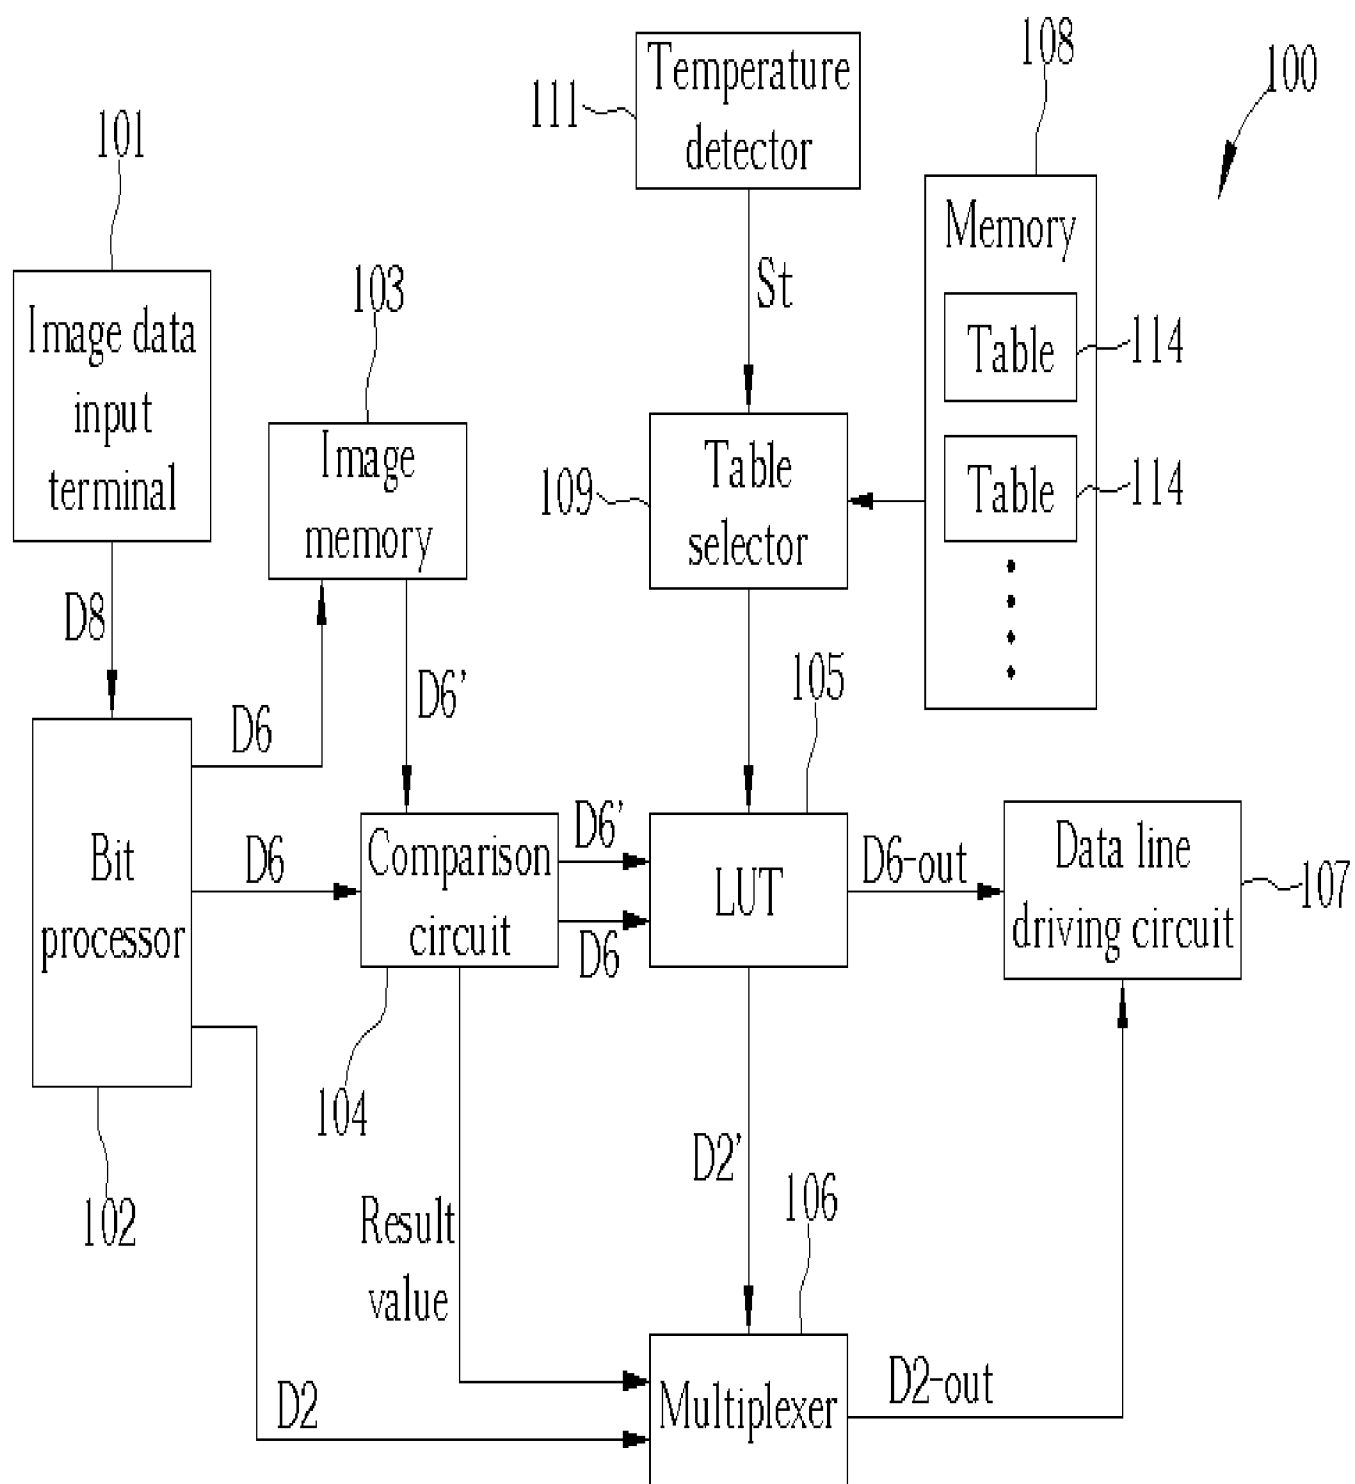 108
100
Temperature
detector
111
101
Memory
St
103
Image data
input
terminal
Table
114
Image
memory
Table
selector
109
Table
114
D8
D6'
105
D6
D6'
D6-out
Data line
driving circuit
107
Bit
processor
D6
Comparison
circuit
LUT
D6
104
D2'
106
102
Result
value
D2
Multiplexer
D2-out